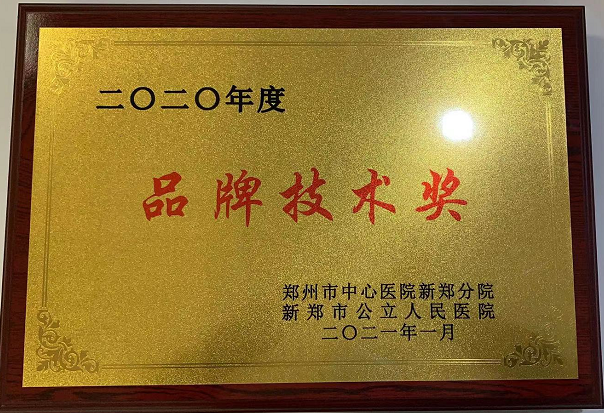 二〇二〇年度
品牌技术奖
郑州市中心医院新郑分院
新郑市公立人民医院
二〇二一年一月